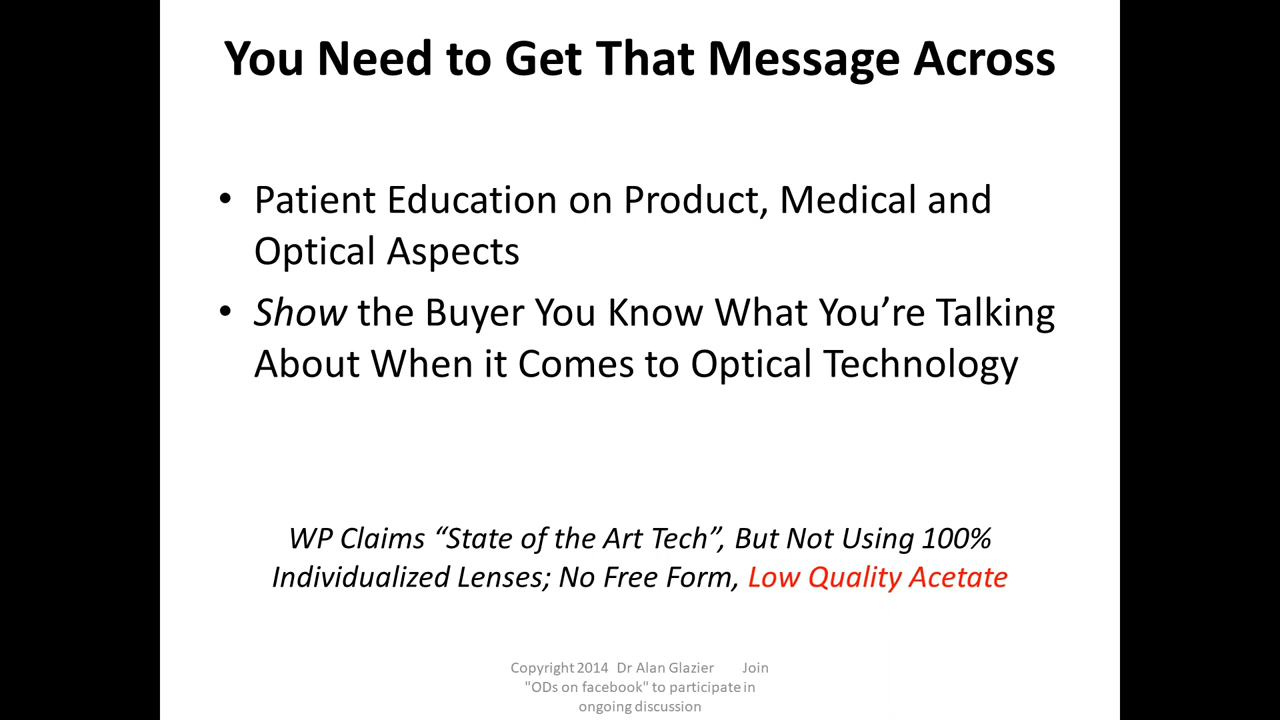 You Need to Get That Message Across
• Patient Education on Product, Medical and
Optical Aspects
• Show the Buyer You Know What You’re Talking
About When it Comes to Optical Technology
WP Claims “State of the Art Tech”, But Not Using 100%
Individualized Lenses; No Free Form, Low Quality Acetate
Copyright 2014 Dr Alan Glazier Join
"ODs on facebook" to participate in
ongoing discussion